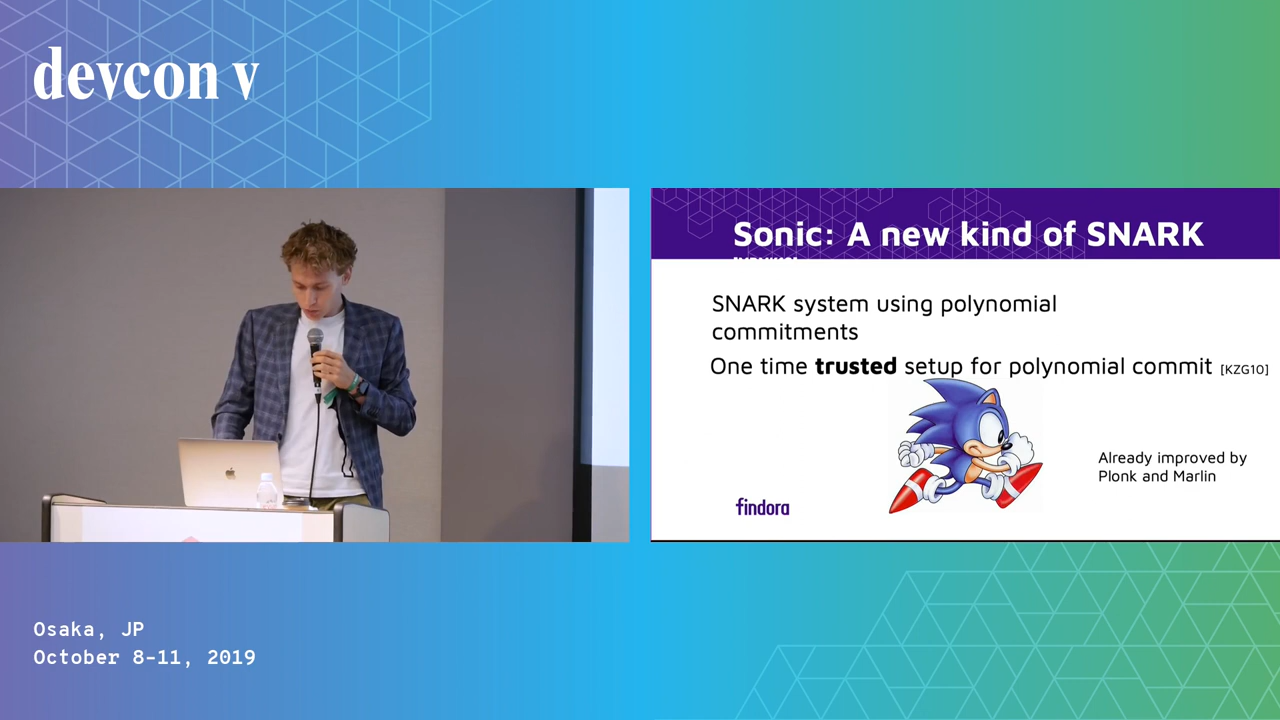 devcon v
Sonic: A new kind of SNARK
SNARK system using polynomial
commitments
One time trusted setup for polynomial commit [KZG10]
Already improved by
Plonk and Marlin
findora
Osaka, JP
October 8-11, 2019